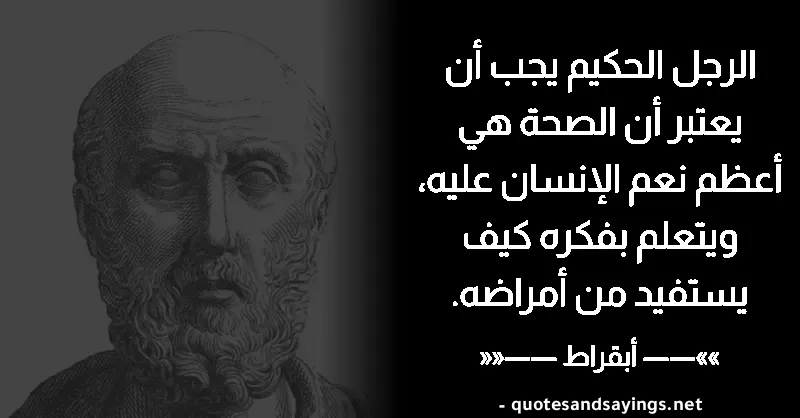 الرجل الحكيم يجب أن
يعتبر أن الصحة هي
أعظم نعم الإنسان عليه،
ويتعلم بفكره كيف
يستفيد من أمراضه.
»»—— أبقراط ——««
- quotesandsayings.net